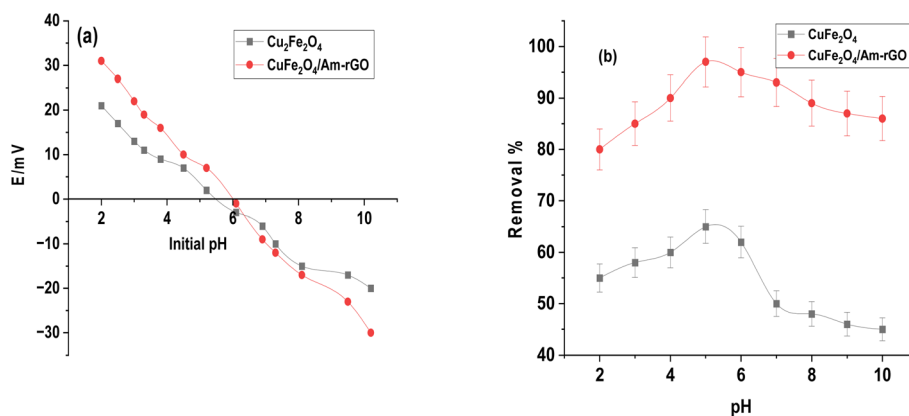 (a)
Cu₂Fe₂O₄
CuFe₂O₄/Am-rGO
40
30
20
10
0
−10
−20
−30
E/mV
2
4
6
8
10
Initial pH
(b)
CuFe₂O₄
CuFe₂O₄/Am-rGO
100
90
80
70
60
50
40
Removal %
2
4
6
8
10
pH